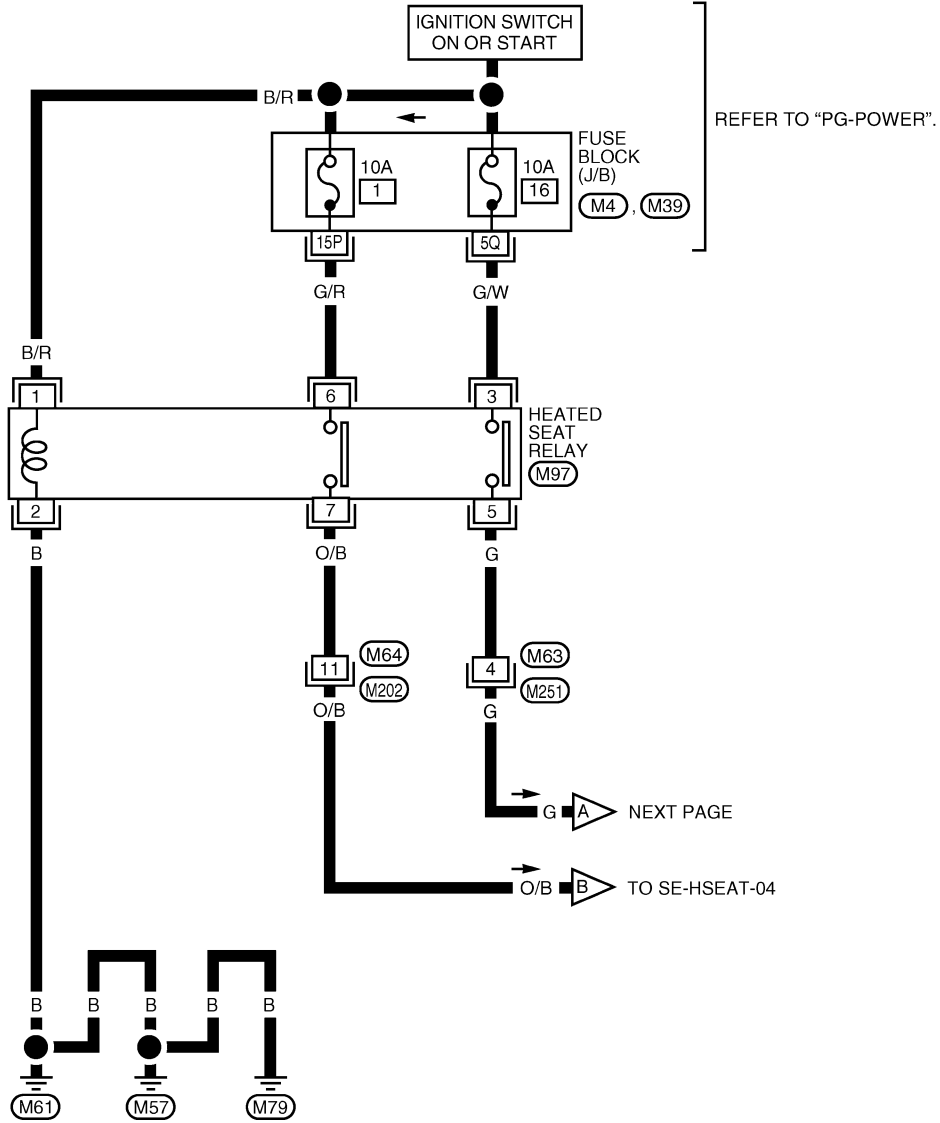 IGNITION SWITCH
ON OR START
B/R
REFER TO “PG-POWER”.
FUSE
BLOCK
(J/B)
10A
1
10A
16
M4 , M39
15P
5Q
G/R
G/W
B/R
1
6
3
HEATED
SEAT
RELAY
M97
2
7
5
B
O/B
G
11
M64
M202
4
M63
M251
O/B
G
G
A
NEXT PAGE
O/B
B
TO SE-HSEAT-04
B
B
B
B
B
M61
M57
M79